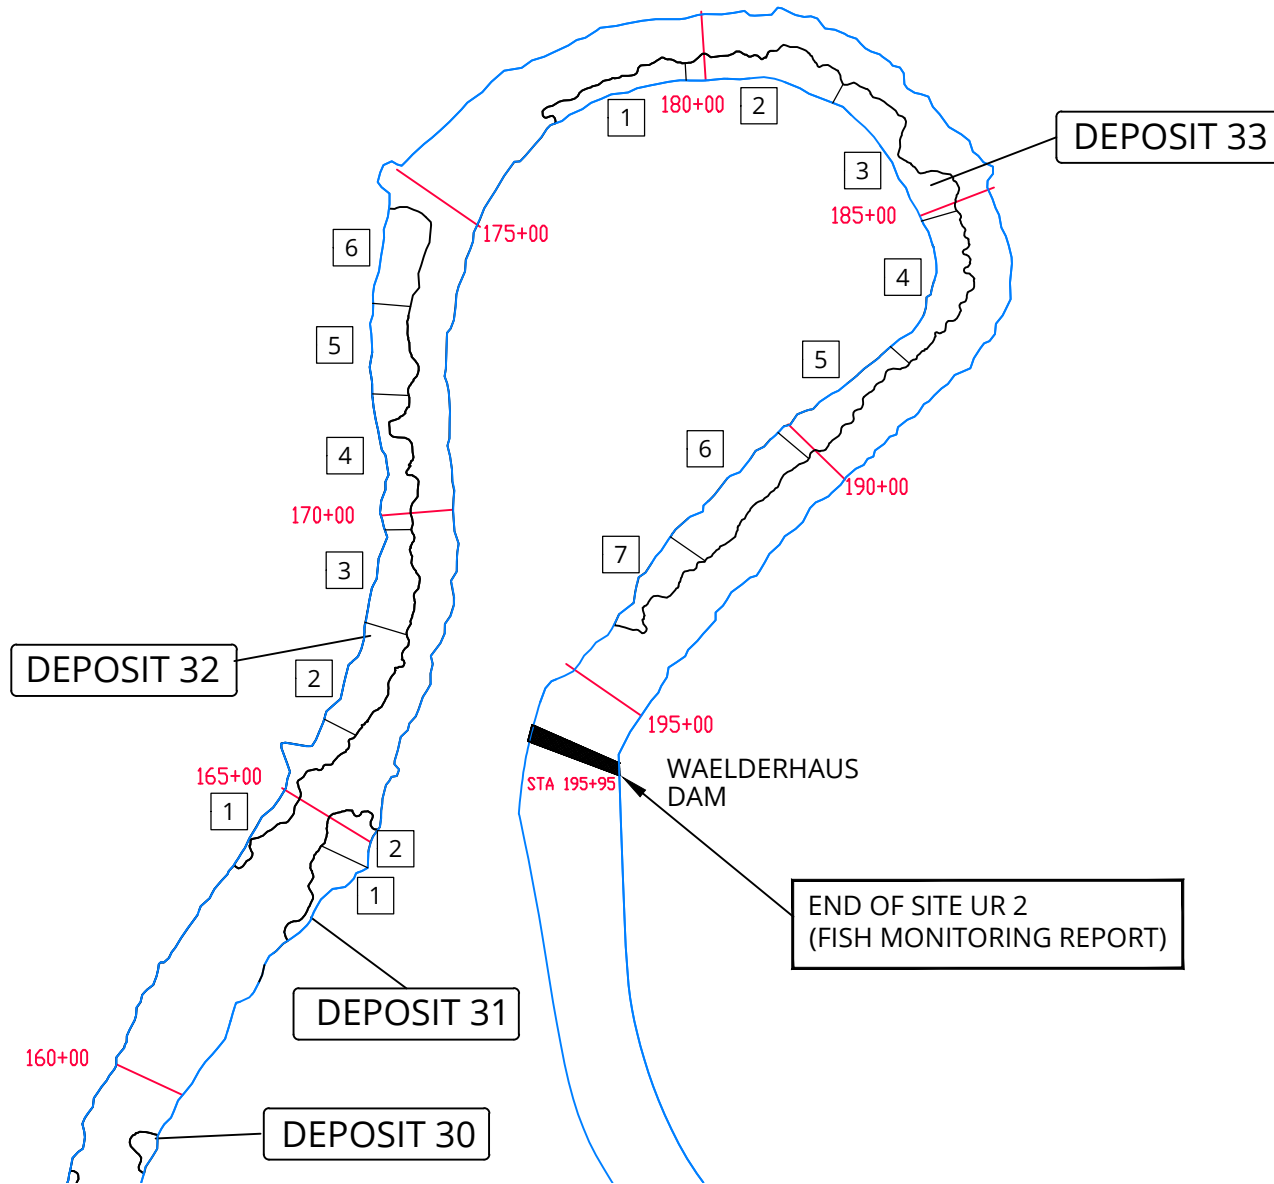 1
180+00
2
DEPOSIT 33
3
185+00
175+00
6
4
5
5
6
4
190+00
170+00
7
3
DEPOSIT 32
2
195+00
WAELDERHAUS
DAM
165+00
STA 195+95
1
2
1
END OF SITE UR 2
(FISH MONITORING REPORT)
DEPOSIT 31
160+00
DEPOSIT 30